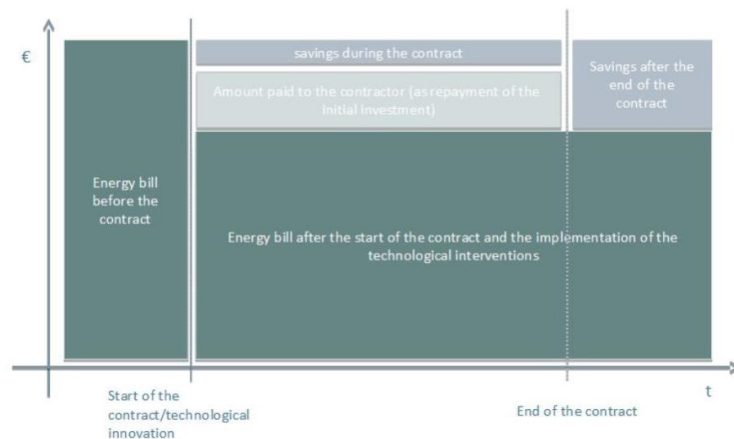 €
savings during the contract
Amount paid to the contractor (as repayment of the
initial investment)
Savings after the
end of the
contract
Energy bill
before the
contract
Energy bill after the start of the contract and the implementation of the
technological interventions
Start of the
contract/technological
innovation
End of the contract
t